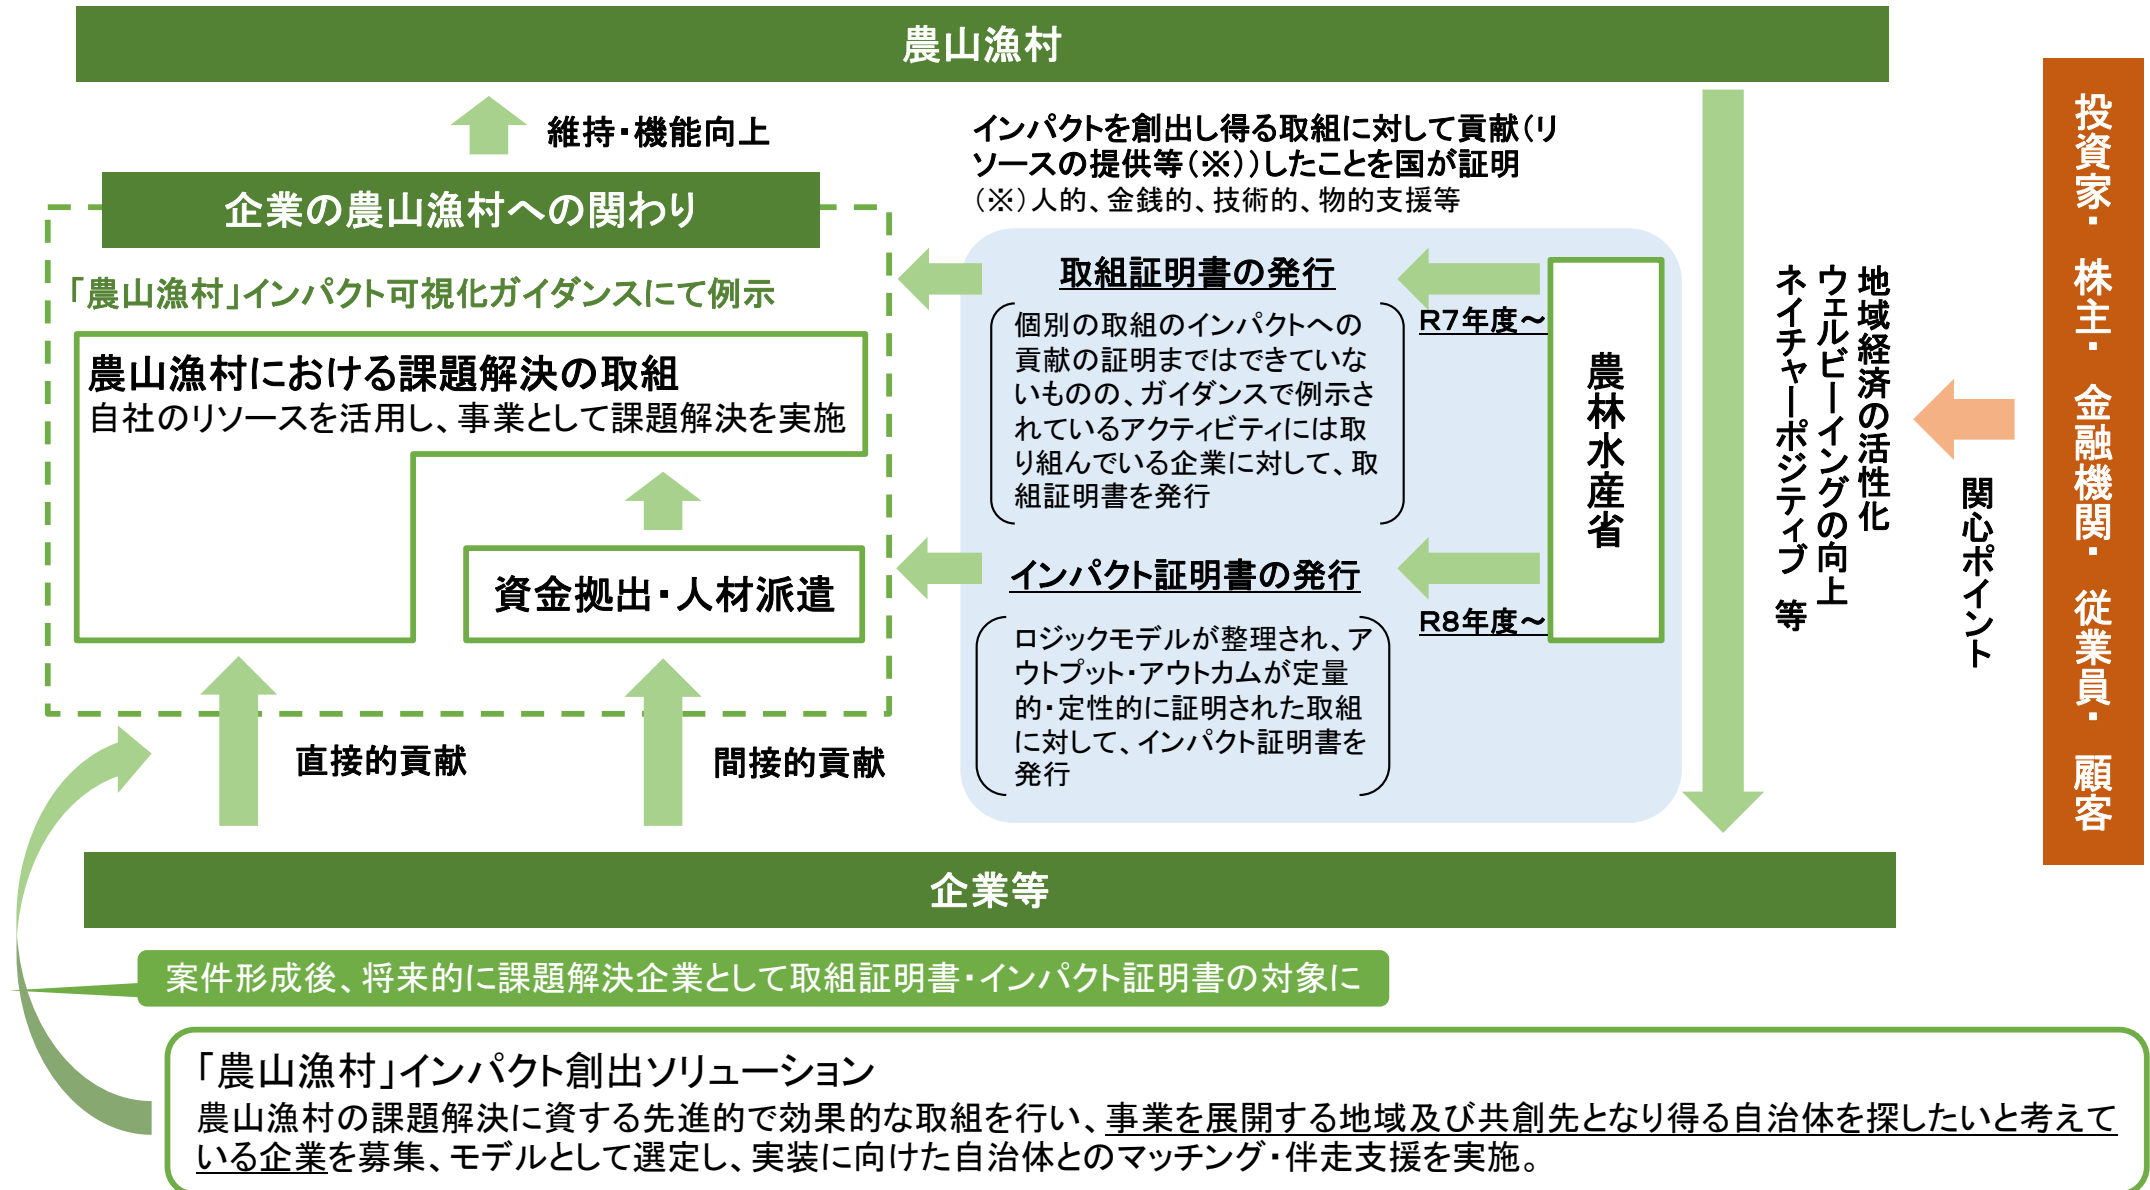 農山漁村
維持・機能向上
インパクトを創出し得る取組に対して貢献（リ
ソースの提供等（※））したことを国が証明
（※）人的、金銭的、技術的、物的支援等
企業の農山漁村への関わり
「農山漁村」インパクト可視化ガイダンスにて例示
農山漁村における課題解決の取組
自社のリソースを活用し、事業として課題解決を実施
資金拠出・人材派遣
直接的貢献
間接的貢献
取組証明書の発行
R7年度～
個別の取組のインパクトへの
貢献の証明まではできていな
いものの、ガイダンスで例示さ
れているアクティビティには取
り組んでいる企業に対して、取
組証明書を発行
インパクト証明書の発行
R8年度～
ロジックモデルが整理され、ア
ウトプット・アウトカムが定量
的・定性的に証明された取組
に対して、インパクト証明書を
発行
農林水産省
地域経済の活性化
ウェルビーイングの向上
ネイチャーポジティブ 等
関心ポイント
投資家・株主・金融機関・従業員・顧客
企業等
案件形成後、将来的に課題解決企業として取組証明書・インパクト証明書の対象に
「農山漁村」インパクト創出ソリューション
農山漁村の課題解決に資する先進的で効果的な取組を行い、事業を展開する地域及び共創先となり得る自治体を探したいと考えて
いる企業を募集、モデルとして選定し、実装に向けた自治体とのマッチング・伴走支援を実施。